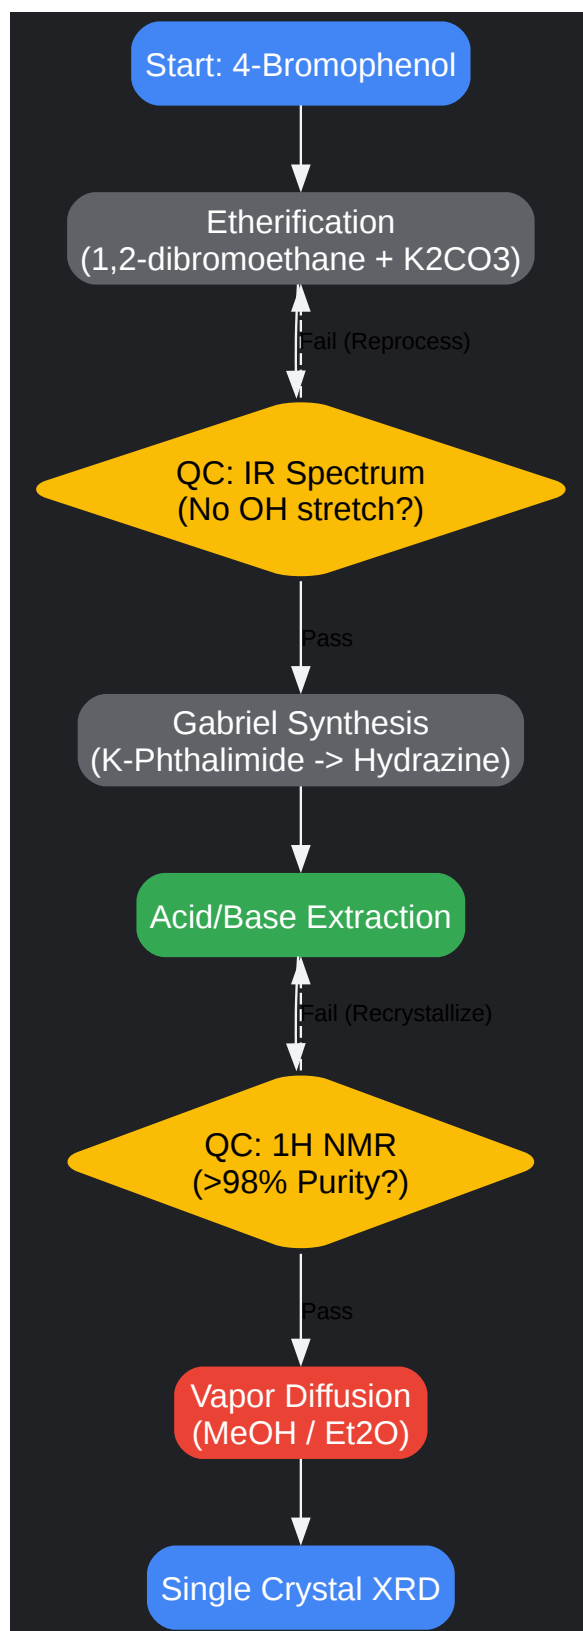 Start: 4-Bromophenol
Etherification
(1,2-dibromoethane + K2CO3)
Fail (Reprocess)
QC: IR Spectrum
(No OH stretch?)
Pass
Gabriel Synthesis
(K-Phthalimide -> Hydrazine)
Acid/Base Extraction
Fail (Recrystallize)
QC: 1H NMR
(>98% Purity?)
Pass
Vapor Diffusion
(MeOH / Et2O)
Single Crystal XRD